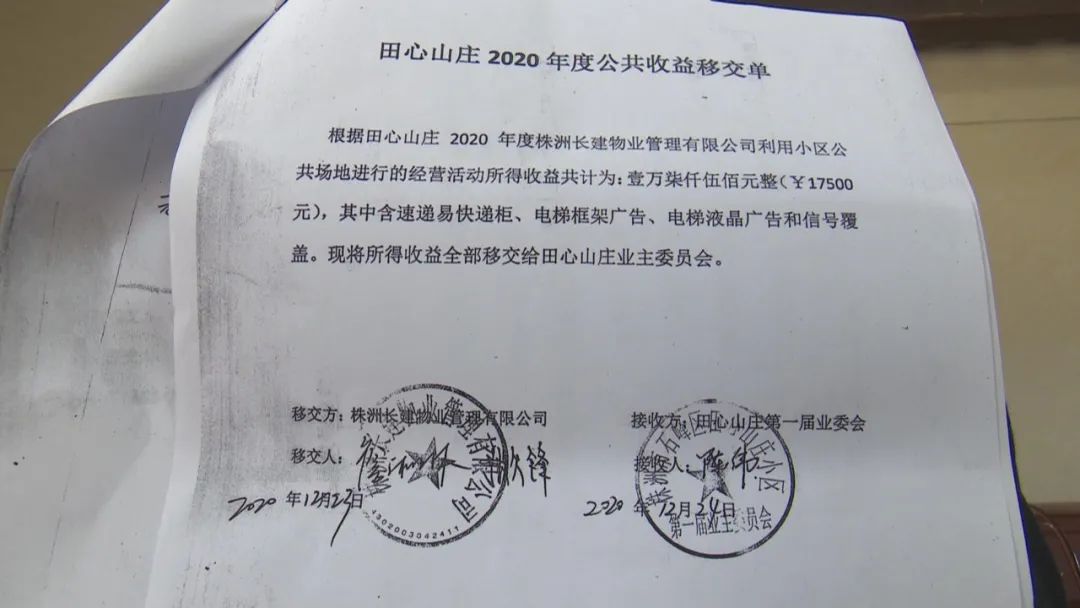 田心山庄 2020 年度公共收益移交单
根据田心山庄 2020 年度株洲长建物业管理有限公司利用小区公
共场地进行的经营活动所得收益共计为：壹万柒仟伍佰元整（￥17500
元），其中含速递易快递柜、电梯框架广告、电梯液晶广告和信号覆
盖。现将所得收益全部移交给田心山庄业主委员会。
移交方：株洲长建物业管理有限公司
移交人：
2020 年12月22日
4302003042411
接收方：田心山庄第一届业委会
接收人：
2020 年 12月24日
第一届业主委员会